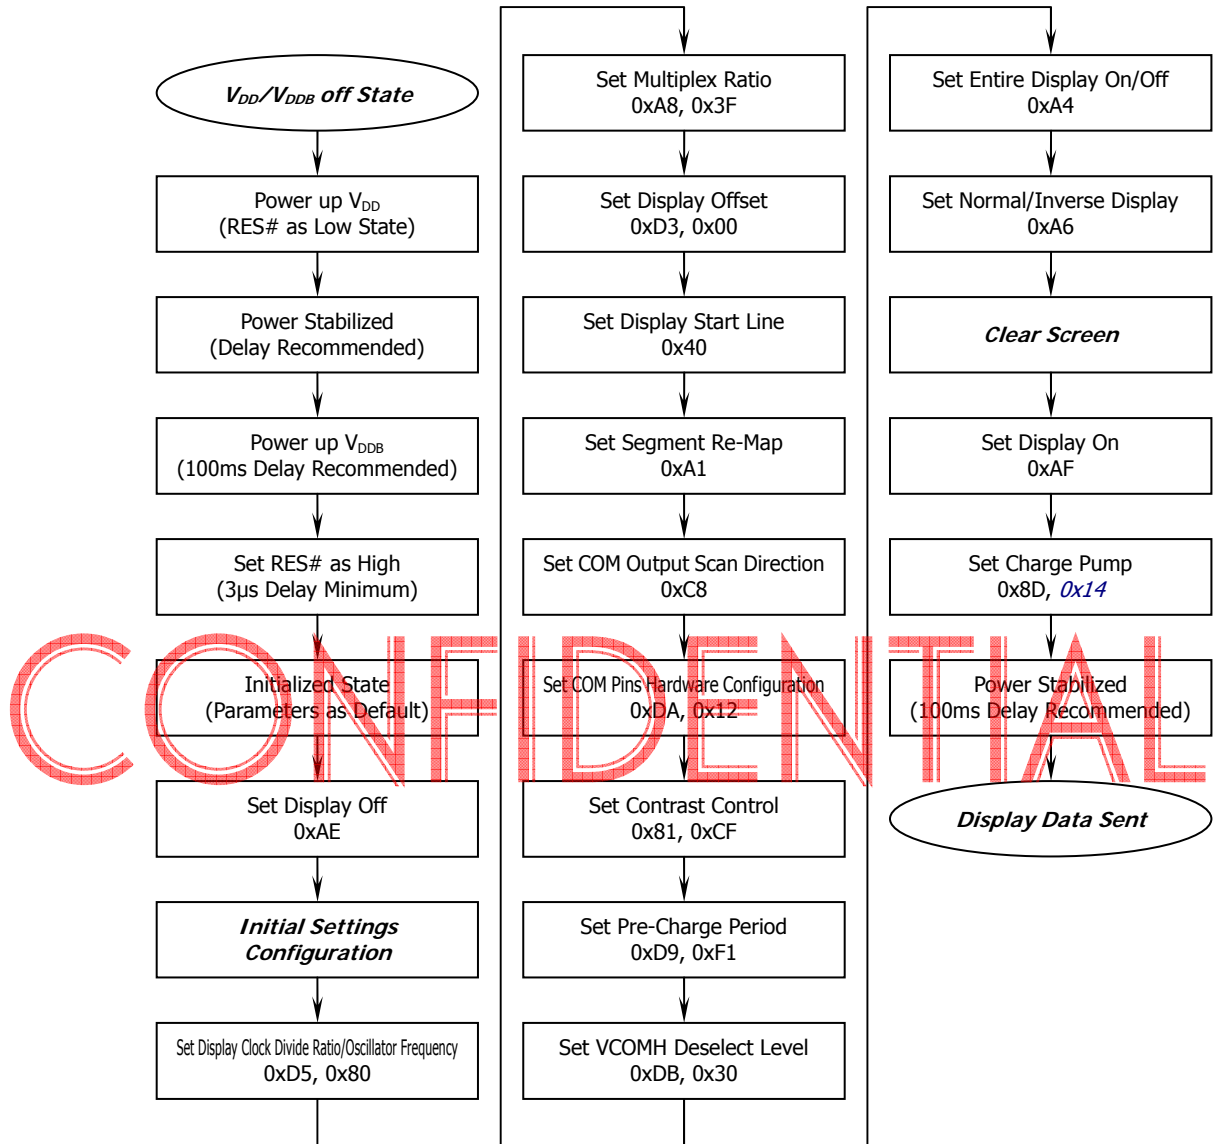 V_DD/V_DDB off State
Power up V_DD
(RES# as Low State)
Power Stabilized
(Delay Recommended)
Power up V_DDB
(100ms Delay Recommended)
Set RES# as High
(3μs Delay Minimum)
Initialized State
(Parameters as Default)
Set Display Off
0xAE
Initial Settings
Configuration
Set Display Clock Divide Ratio/Oscillator Frequency
0xD5, 0x80
Set Multiplex Ratio
0xA8, 0x3F
Set Display Offset
0xD3, 0x00
Set Display Start Line
0x40
Set Segment Re-Map
0xA1
Set COM Output Scan Direction
0xC8
Set COM Pins Hardware Configuration
0xDA, 0x12
Set Contrast Control
0x81, 0xCF
Set Pre-Charge Period
0xD9, 0xF1
Set VCOMH Deselect Level
0xDB, 0x30
Set Entire Display On/Off
0xA4
Set Normal/Inverse Display
0xA6
Clear Screen
Set Display On
0xAF
Set Charge Pump
0x8D, 0x14
Power Stabilized
(100ms Delay Recommended)
Display Data Sent
CONFIDENTIAL